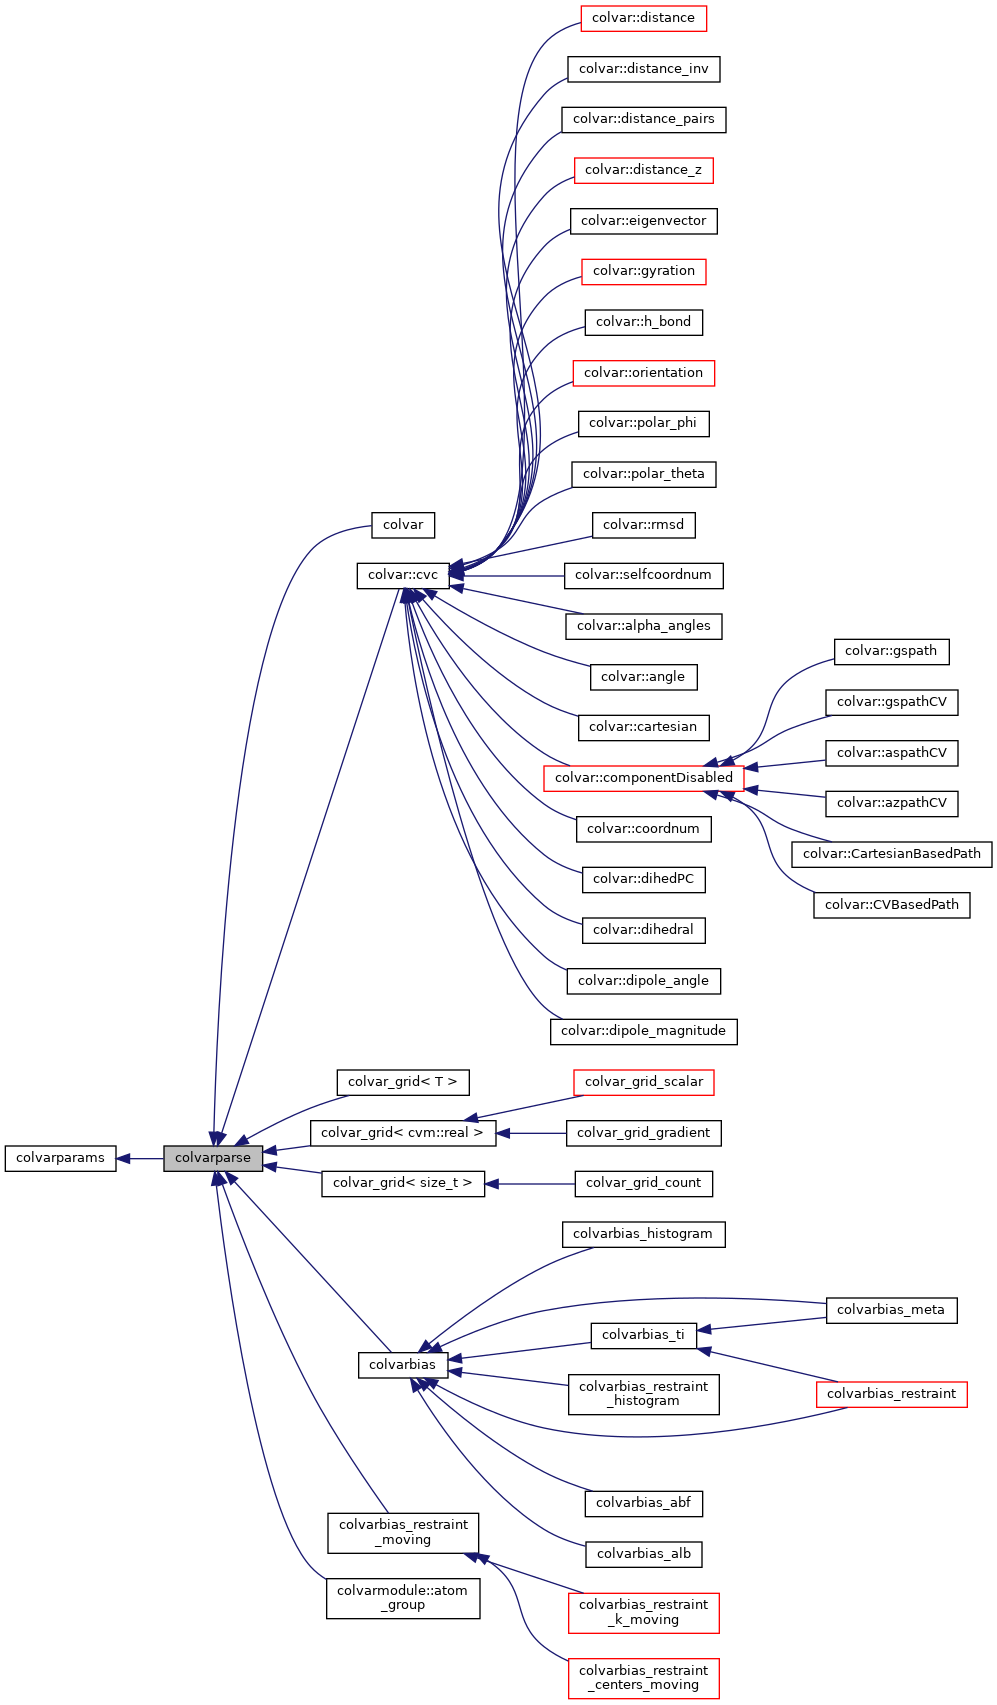 colvar::distance
colvar::distance_inv
colvar::distance_pairs
colvar::distance_z
colvar::eigenvector
colvar::gyration
colvar::h_bond
colvar::orientation
colvar::polar_phi
colvar::polar_theta
colvar
colvar::rmsd
colvar::cvc
colvar::selfcoordnum
colvar::alpha_angles
colvar::gspath
colvar::angle
colvar::gspathCV
colvar::cartesian
colvar::aspathCV
colvar::componentDisabled
colvar::azpathCV
colvar::coordnum
colvar::CartesianBasedPath
colvar::dihedPC
colvar::CVBasedPath
colvar::dihedral
colvar::dipole_angle
colvar::dipole_magnitude
colvar_grid< T >
colvar_grid_scalar
colvar_grid< cvm::real >
colvar_grid_gradient
colvarparams
colvarparse
colvar_grid< size_t >
colvar_grid_count
colvarbias_histogram
colvarbias_meta
colvarbias_ti
colvarbias
colvarbias_restraint
_histogram
colvarbias_restraint
colvarbias_abf
colvarbias_restraint
_moving
colvarbias_alb
colvarmodule::atom
_group
colvarbias_restraint
_k_moving
colvarbias_restraint
_centers_moving